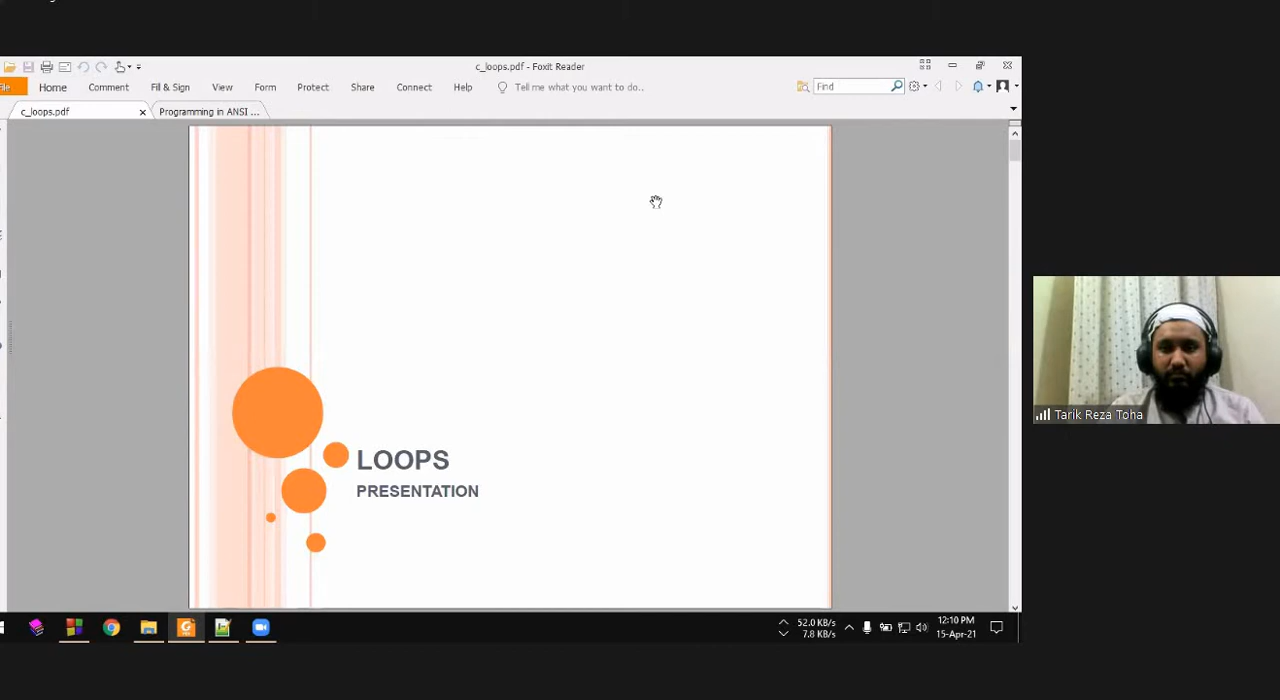 c_loops.pdf - Foxit Reader
File Home Comment Fill & Sign View Form Protect Share Connect Help Tell me what you want to do.. Find
c_loops.pdf Programming in ANSI ...
LOOPS
PRESENTATION
Tarik Reza Toha
52.0 KB/s
7.8 KB/s
12:10 PM
15-Apr-21